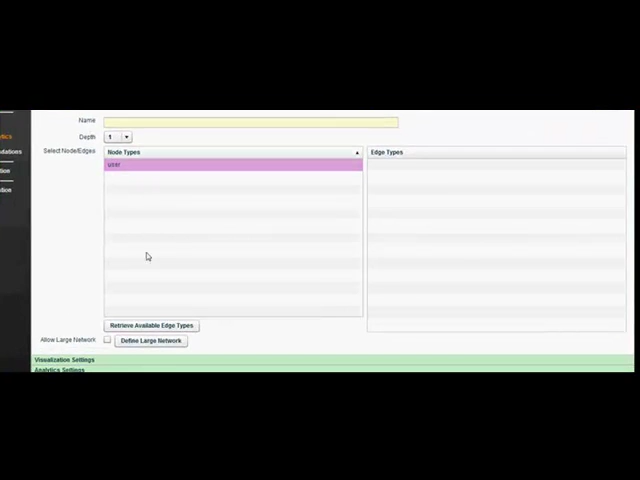 Name
Depth 1
Select Node/Edges Node Types Edge Types
user
Retrieve Available Edge Types
Allow Large Network Define Large Network
Visualization Settings
Analytics Settings